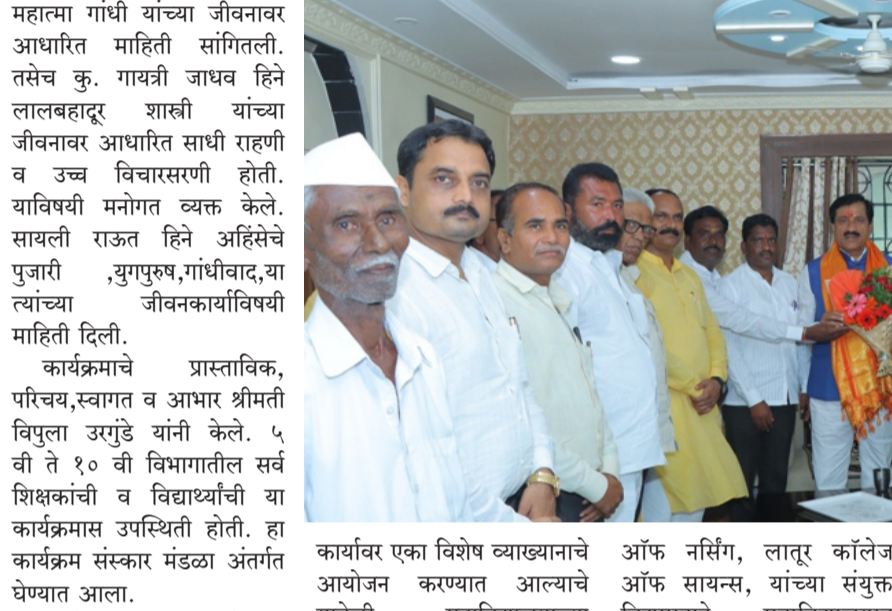 महात्मा गांधी यांच्या जीवनावर
आधारित माहिती सांगितली.
तसेच कु. गायत्री जाधव हिने
लालबहादूर शास्त्री यांच्या
जीवनावर आधारित साधी राहणी
व उच्च विचारसरणी होती.
याविषयी मनोगत व्यक्त केले.
सायली राऊत हिने अहिंसेचे
पुजारी ,युगपुरुष,गांधीवाद,या
त्यांच्या जीवनकार्याविषयी
माहिती दिली.
कार्यक्रमाचे प्रास्ताविक,
परिचय,स्वागत व आभार श्रीमती
विपुला उरगुंडे यांनी केले. ५
वी ते १० वी विभागातील सर्व
शिक्षकांची व विद्यार्थ्यांची या
कार्यक्रमास उपस्थिती होती. हा
कार्यक्रम संस्कार मंडळा अंतर्गत
घेण्यात आला.
कार्यावर एका विशेष व्याख्यानाचे
आयोजन करण्यात आल्याचे
ऑफ नर्सिंग, लातूर कॉलेज
ऑफ सायन्स, यांच्या संयुक्त